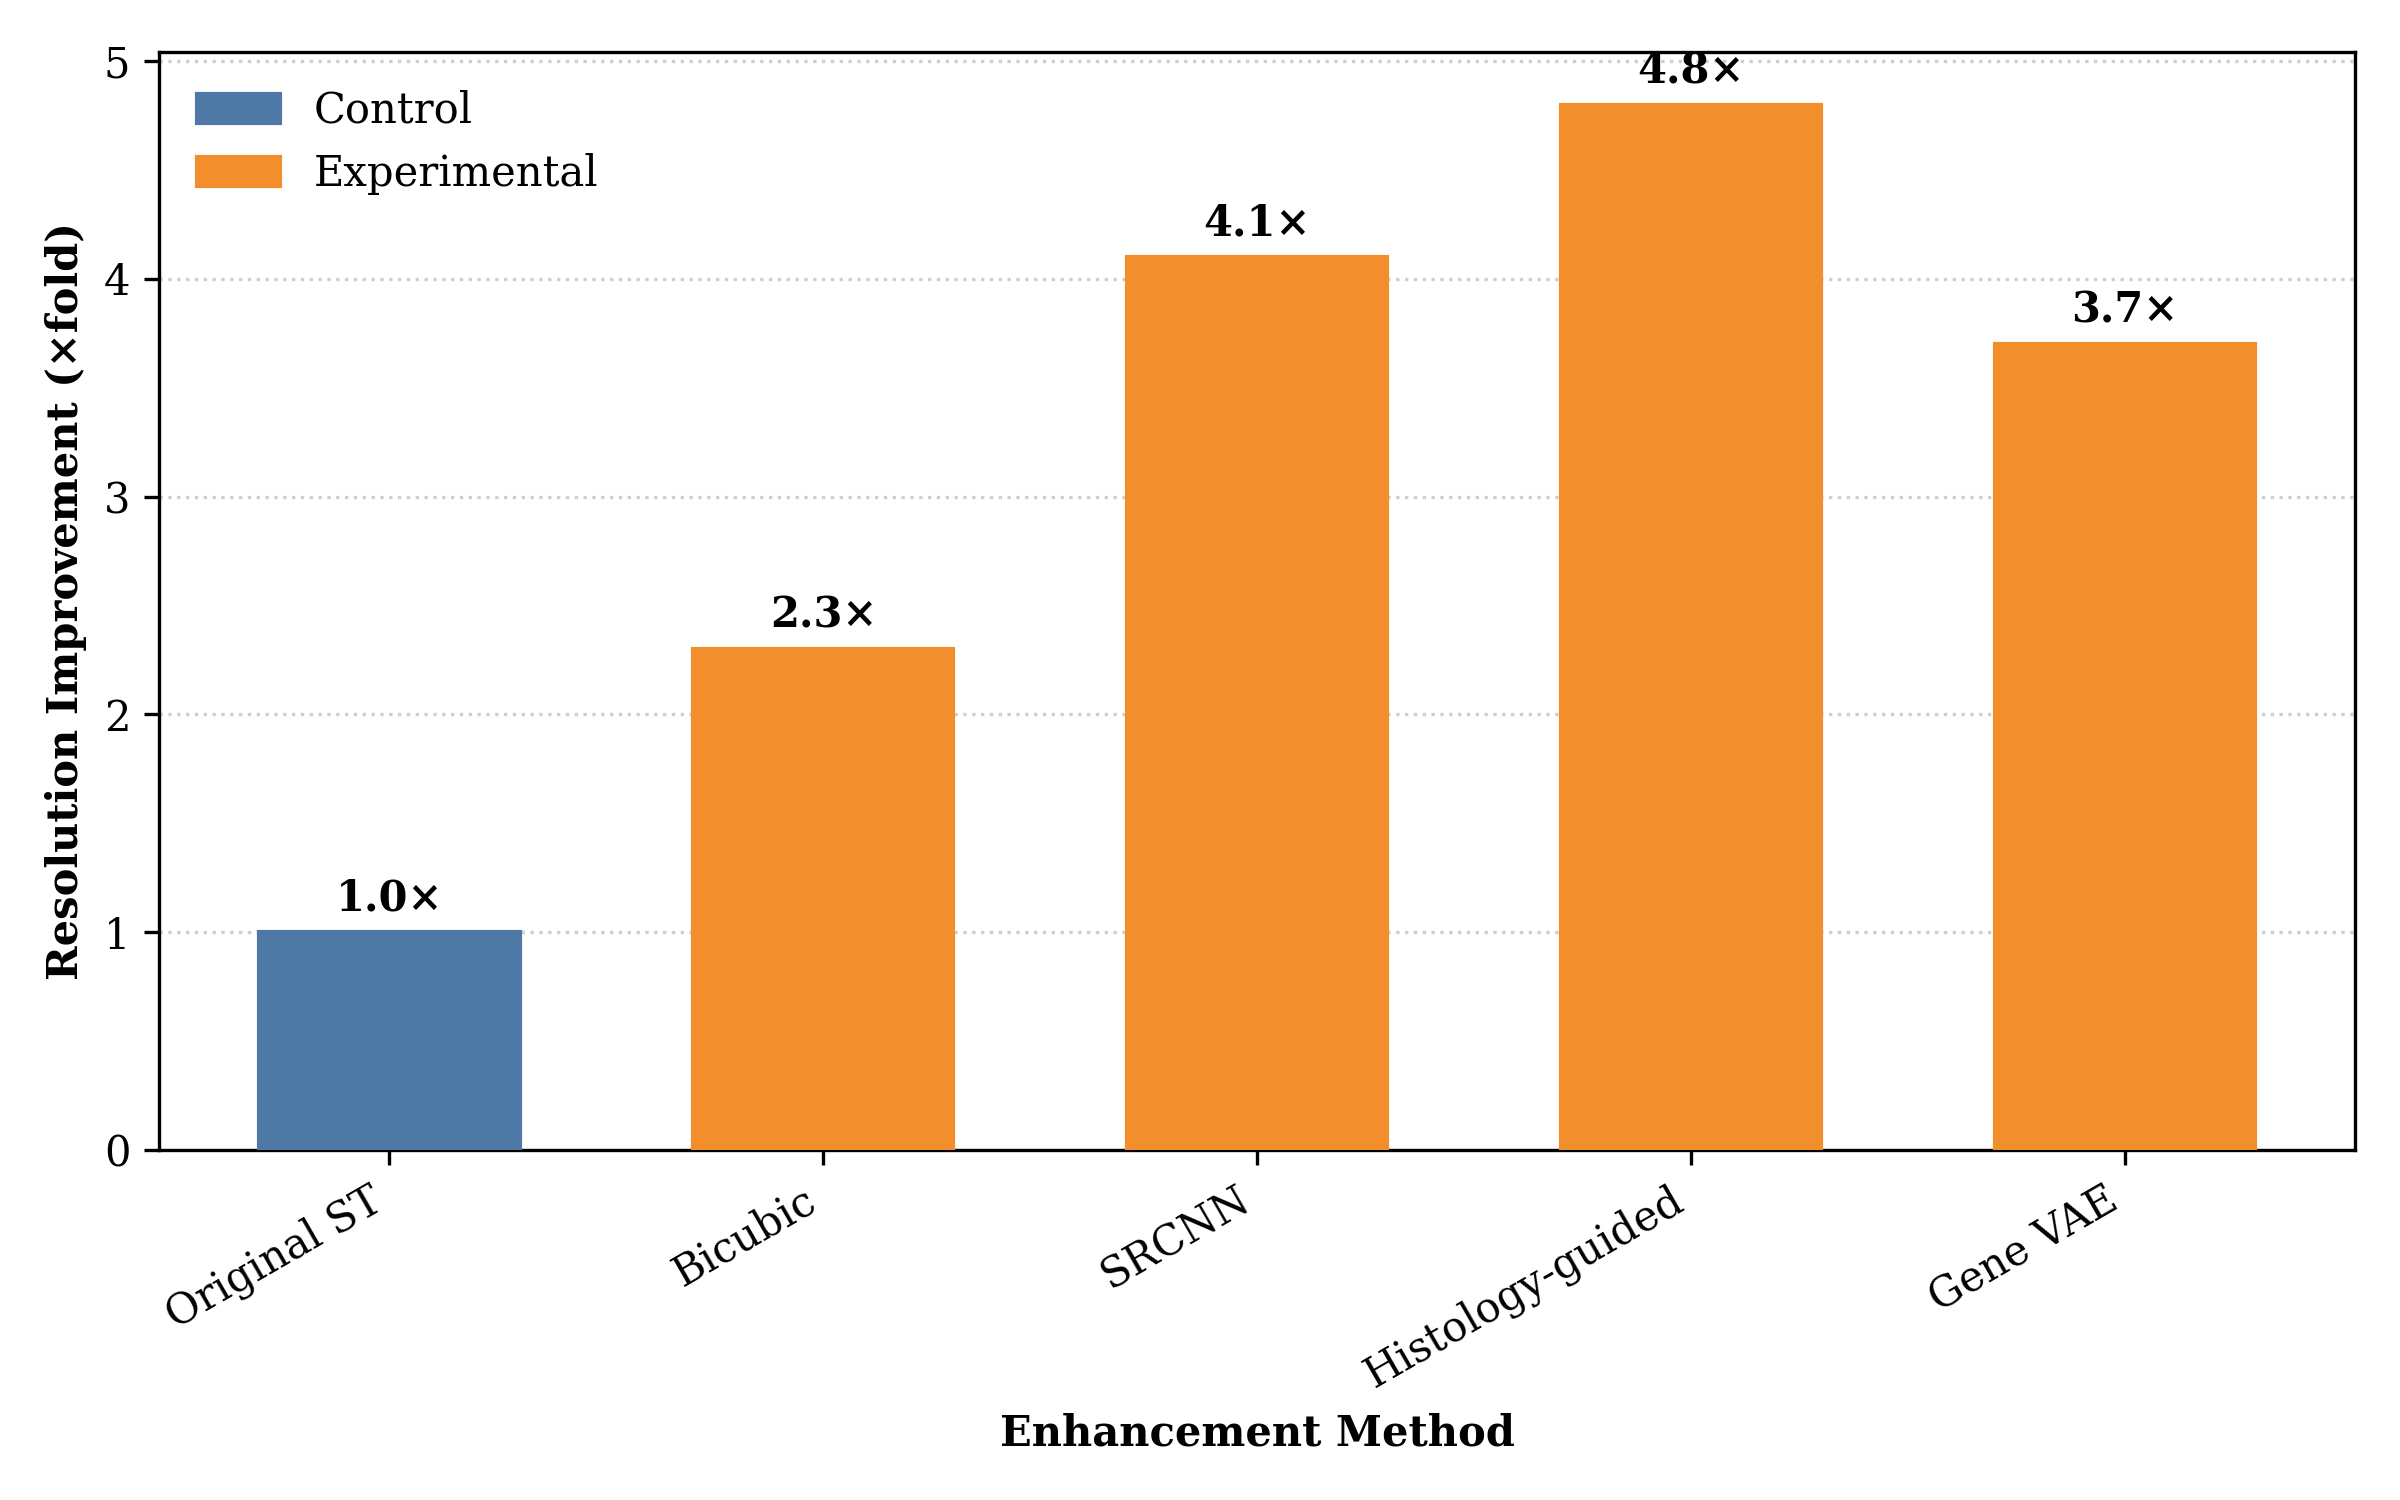 5
4
3
2
1
0
Resolution Improvement (×fold)
Control
Experimental
1.0×
2.3×
4.1×
4.8×
3.7×
Original ST
Bicubic
SRCNN
Histology-guided
Gene VAE
Enhancement Method